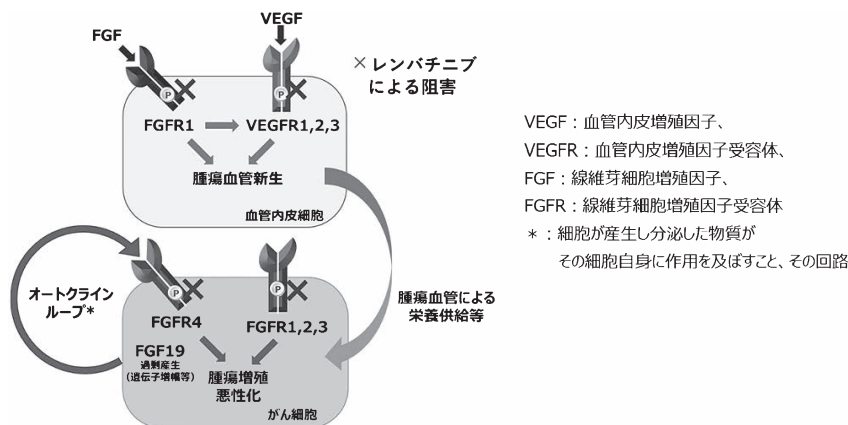 VEGF
FGF
×レンバチニブ
による阻害
P
P
FGFR1
VEGFR1,2,3
腫瘍血管新生
血管内皮細胞
VEGF：血管内皮増殖因子、
VEGFR：血管内皮増殖因子受容体、
FGF：線維芽細胞増殖因子、
FGFR：線維芽細胞増殖因子受容体
＊：細胞が産生し分泌した物質が
その細胞自身に作用を及ぼすこと、その回路
オートクライン
ループ*
P
P
FGFR4
FGFR1,2,3
FGF19
過剰産生
（遺伝子増幅等）
腫瘍増殖
悪性化
がん細胞
腫瘍血管による
栄養供給等